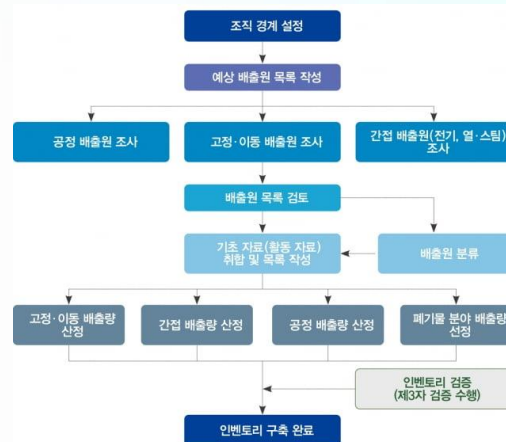 조직 경계 설정
예상 배출원 목록 작성
공정 배출원 조사
고정·이동 배출원 조사
간접 배출원(전기, 열·스팀)
조사
배출원 목록 검토
기초 자료(활동 자료)
취합 및 목록 작성
배출원 분류
고정·이동 배출량
산정
간접 배출량 산정
공정 배출량 산정
폐기물 분야 배출량
선정
인벤토리 검증
(제3자 검증 수행)
인벤토리 구축 완료